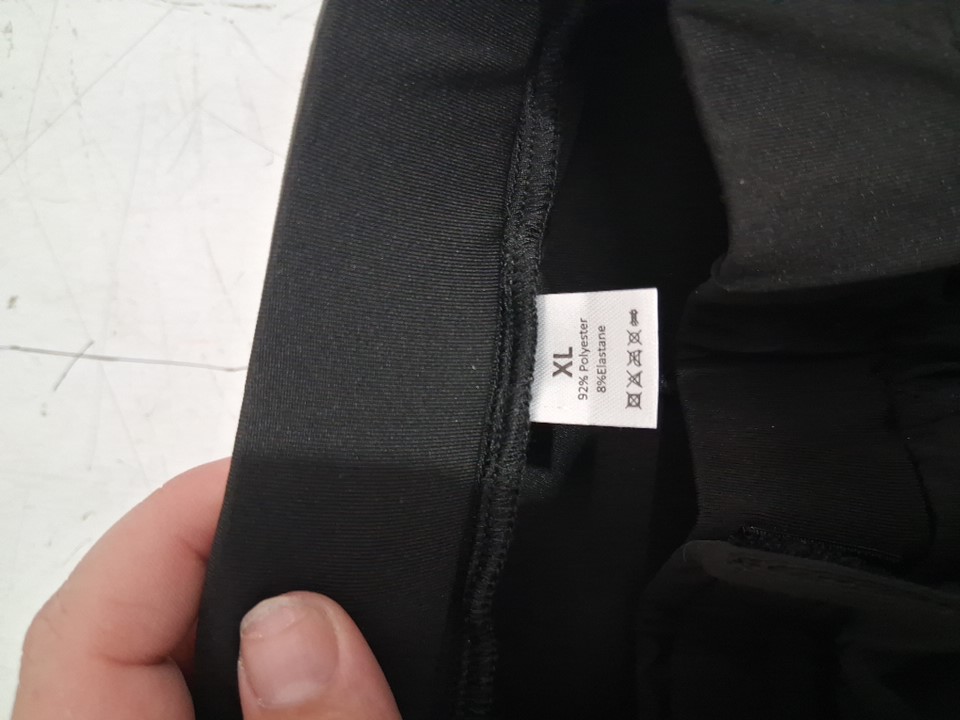 XL
92% Polyester
8%Elastane